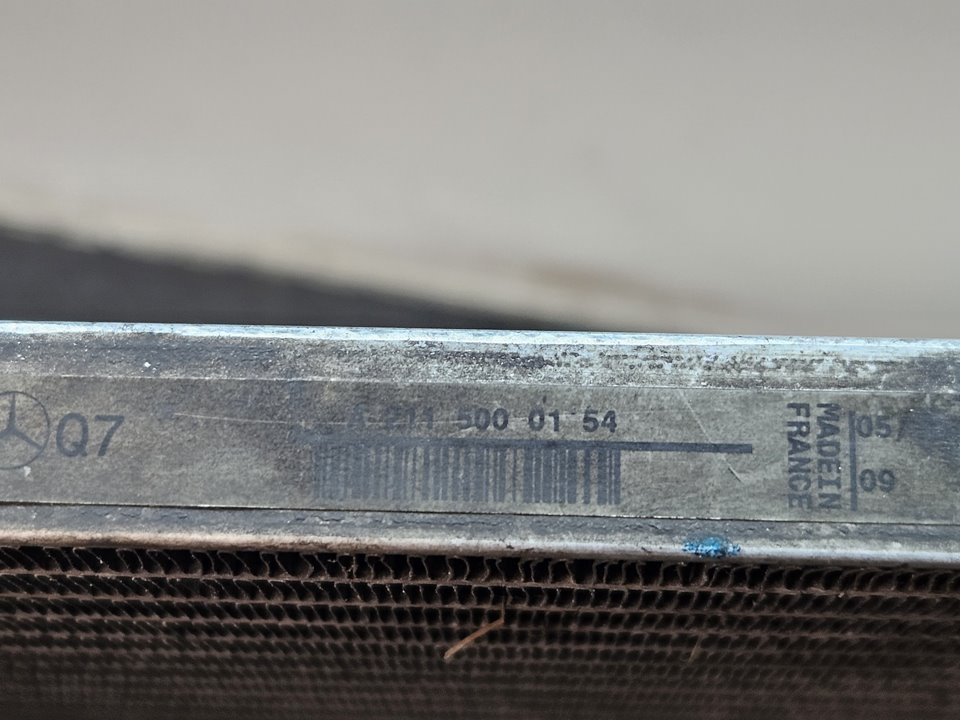 Q7
A 211 500 01 54
MADE IN
FRANCE
05/
09